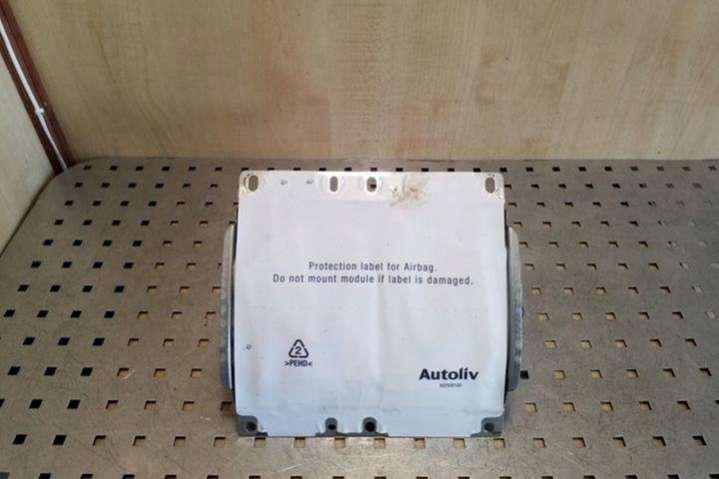 Protection label for Airbag.
Do not mount module if label is damaged.
2
>PEHD<
Autoliv